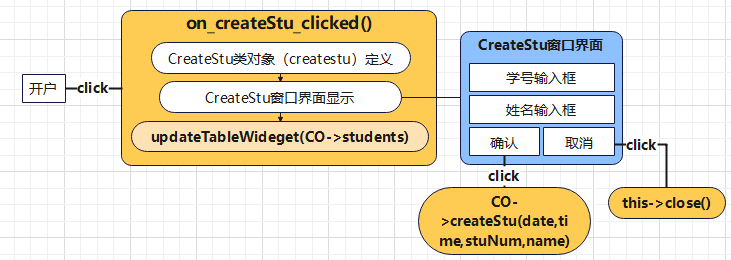 on_createStu_clicked()
CreateStu类对象（createstu）定义
开户
click
CreateStu窗口界面显示
updateTableWideget(CO->students)
CreateStu窗口界面
学号输入框
姓名输入框
确认
取消
click
click
CO-
>createStu(date,ti
me,stuNum,name)
this->close()